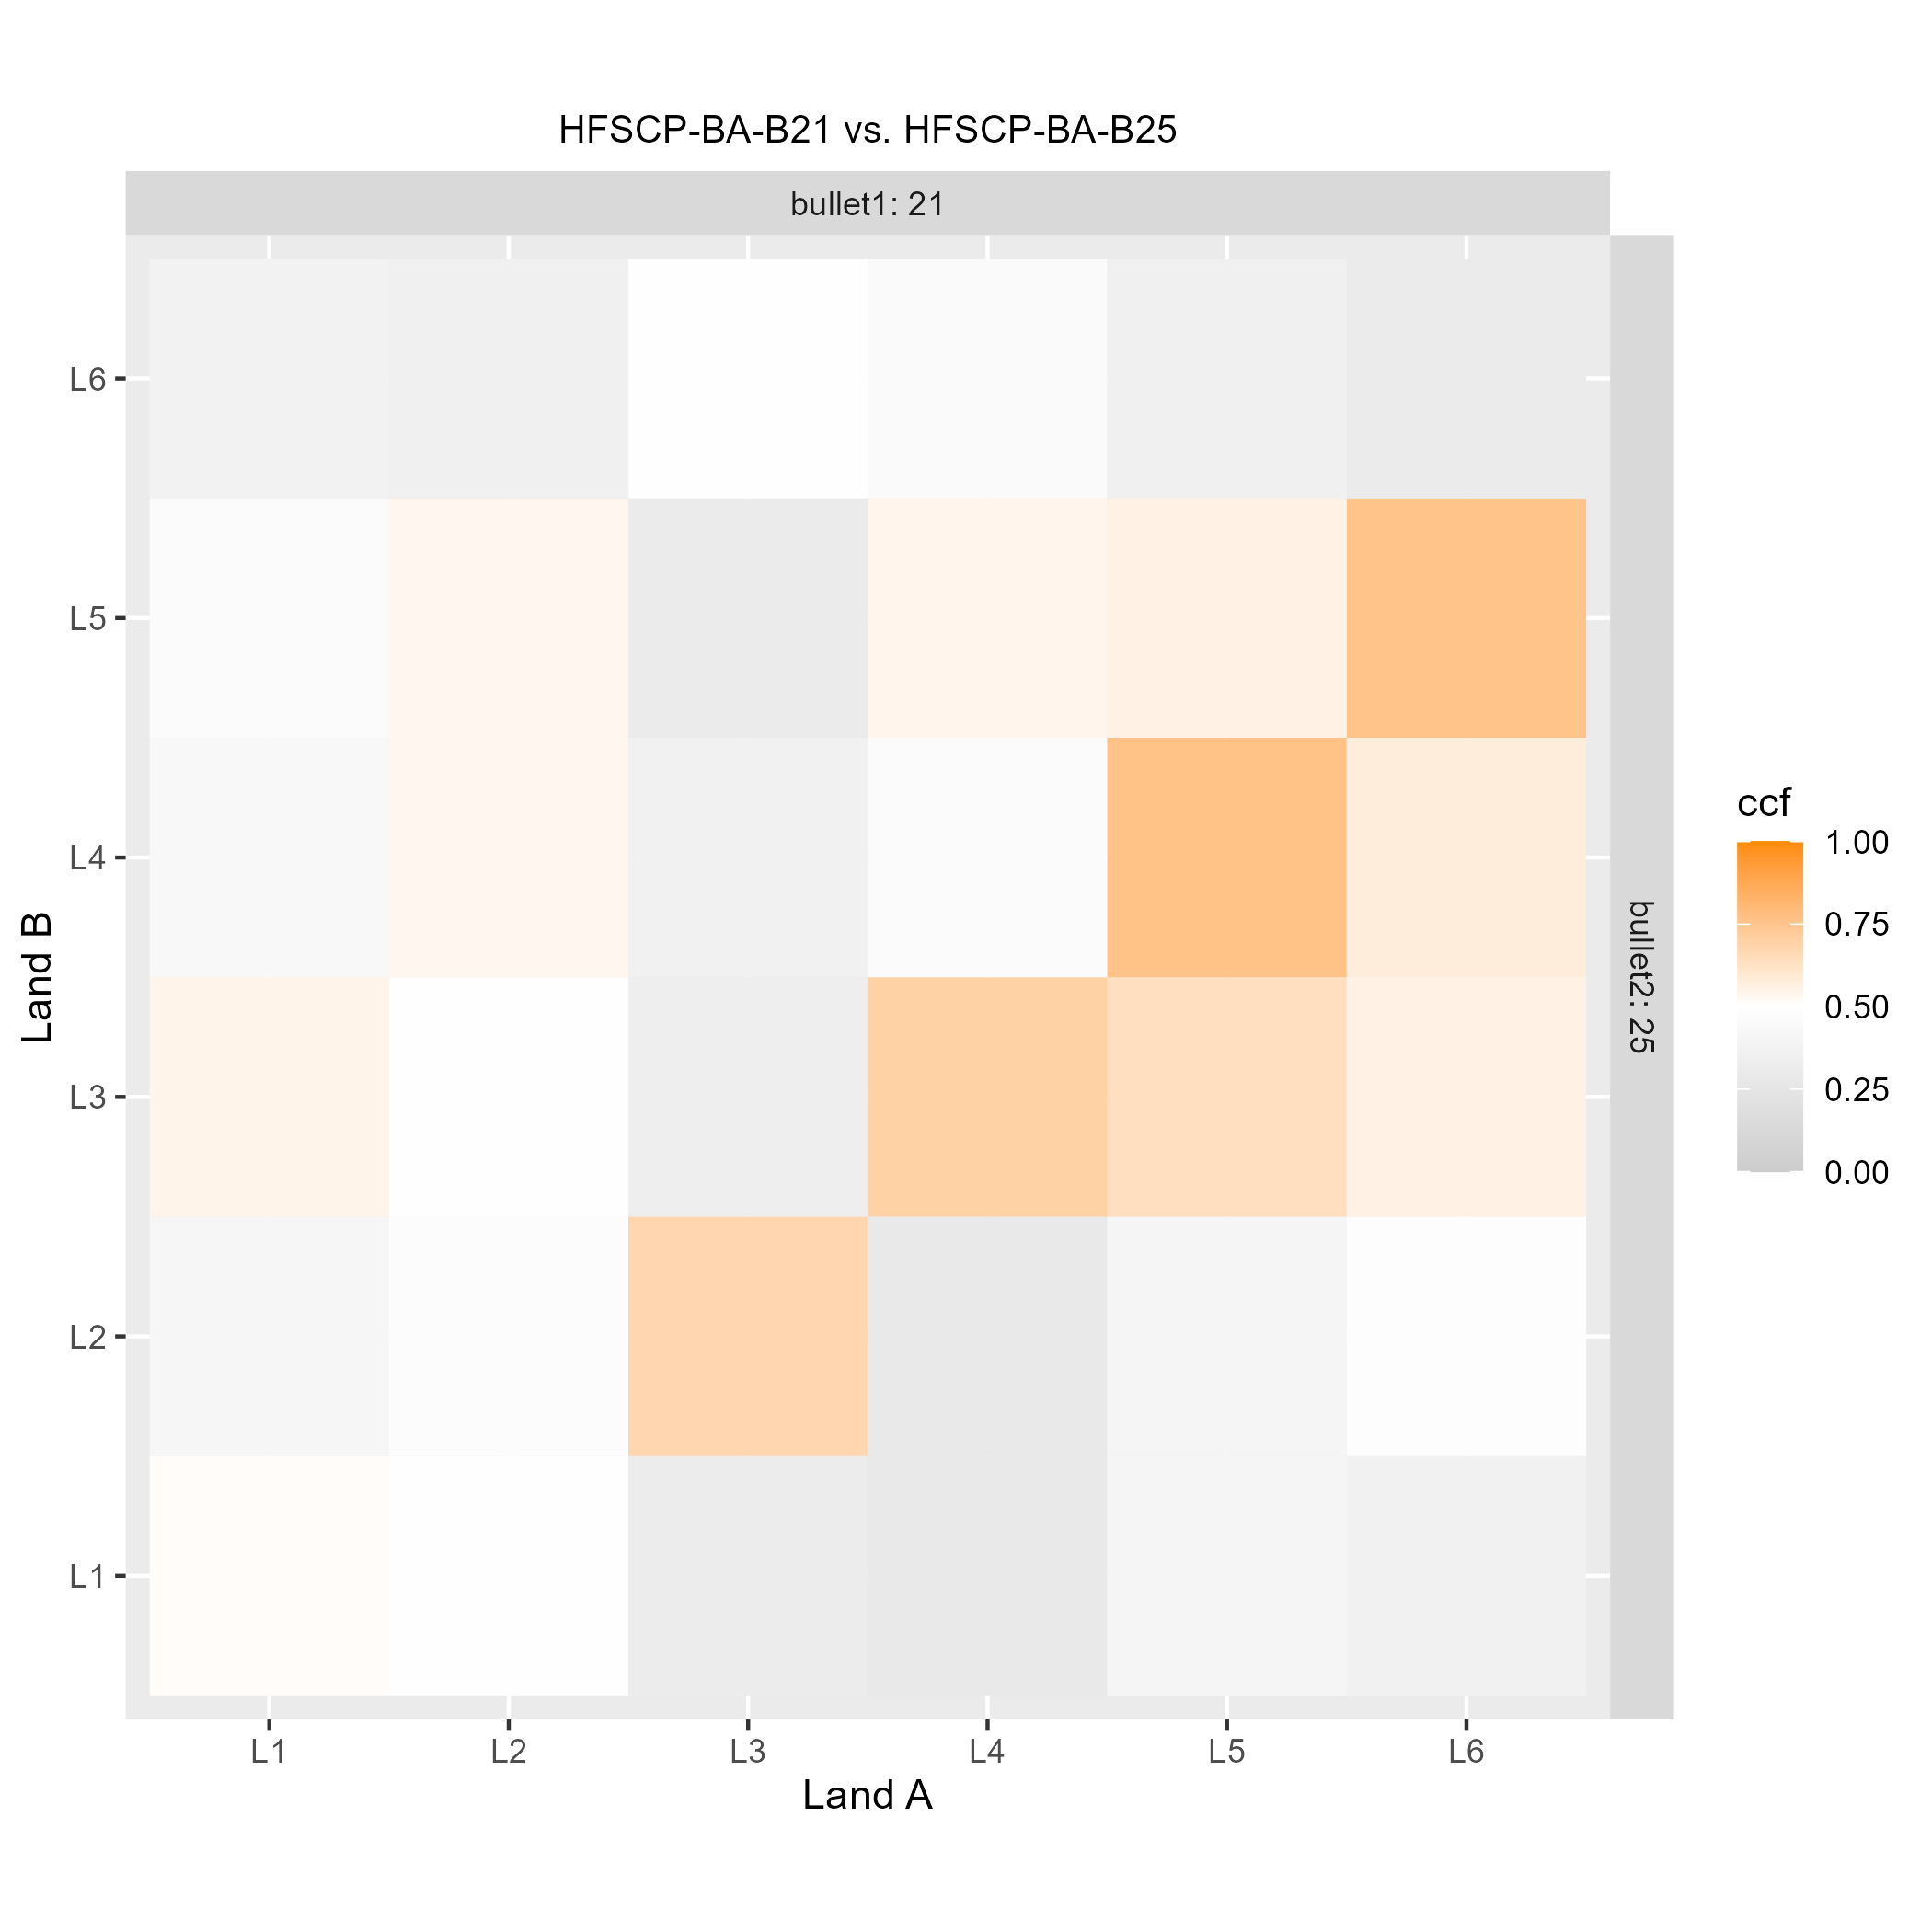 HFSCP-BA-B21 vs. HFSCP-BA-B25
bullet1: 21
L6
L5
L4
L3
L2
L1
Land B
L1 L2 L3 L4 L5 L6
Land A
bullet2: 25
ccf
1.00
0.75
0.50
0.25
0.00